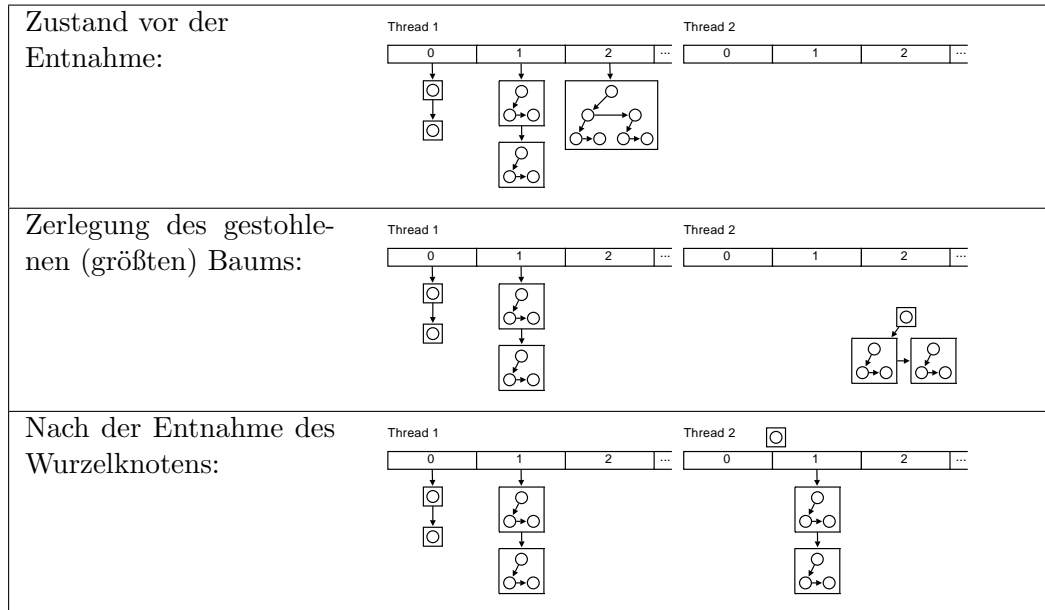 Zustand vor der
Entnahme:
Thread 1
0 1 2 ...
Thread 2
0 1 2 ...
Zerlegung des gestohle-
nen (größten) Baums:
Thread 1
0 1 2 ...
Thread 2
0 1 2 ...
Nach der Entnahme des
Wurzelknotens:
Thread 1
0 1 2 ...
Thread 2
0 1 2 ...